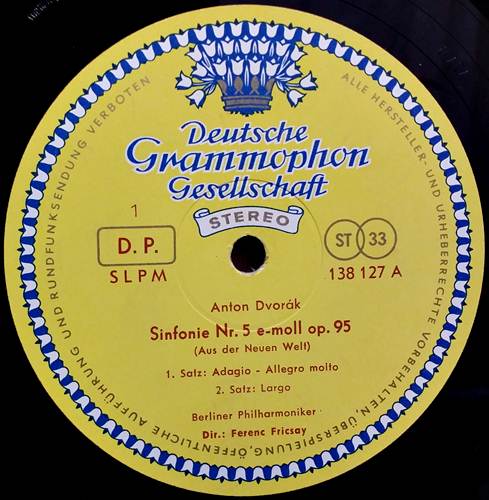 Deutsche
Grammophon
Gesellschaft
STEREO
1
D. P.
SLPM
ST 33
138 127 A
Anton Dvorák
Sinfonie Nr. 5 e-moll op. 95
(Aus der Neuen Welt)
1. Satz: Adagio - Allegro molto
2. Satz: Largo
Berliner Philharmoniker
Dir.: Ferenc Fricsay
ALLE HERSTELLER- UND URHEBERRECHTE VORBEHALTEN, ÜBERSPIELUNG, ÖFFENTLICHE AUFFÜHRUNG UND RUNDFUNKSENDUNG VERBOTEN